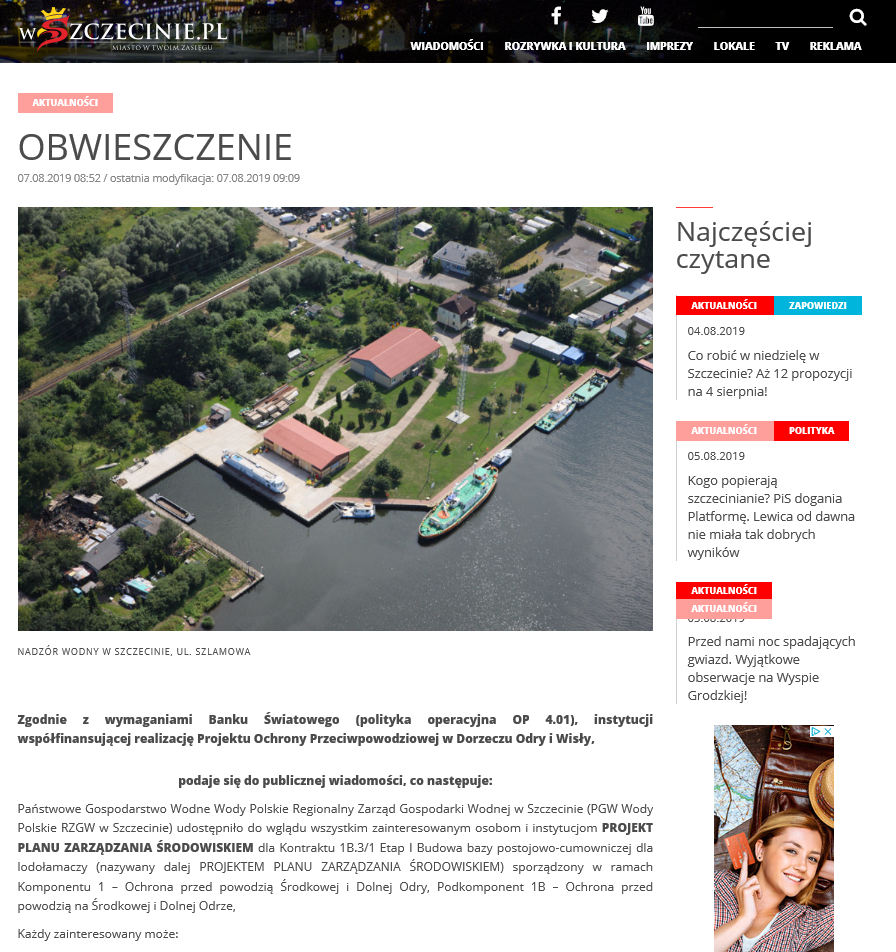 wSZCZECINIE.PL
MIASTO W TWOIM ZASIĘGU
You
Tube
WIADOMOŚCI ROZRYWKA I KULTURA IMPREZY LOKALE TV REKLAMA
AKTUALNOŚCI
OBWIESZCZENIE
07.08.2019 08:52 / ostatnia modyfikacja: 07.08.2019 09:09
NADZÓR WODNY W SZCZECINIE, UL. SZLAMOWA
Zgodnie z wymaganiami Banku Światowego (polityka operacyjna OP 4.01), instytucji
współfinansującej realizację Projektu Ochrony Przeciwpowodziowej w Dorzeczu Odry i Wisły,
podaje się do publicznej wiadomości, co następuje:
Państwowe Gospodarstwo Wodne Wody Polskie Regionalny Zarząd Gospodarki Wodnej w Szczecinie (PGW Wody
Polskie RZGW w Szczecinie) udostępniło do wglądu wszystkim zainteresowanym osobom i instytucjom PROJEKT
PLANU ZARZĄDZANIA ŚRODOWISKIEM dla Kontraktu 1B.3/1 Etap I Budowa bazy postojowo-cumowniczej dla
lodołamaczy (nazywany dalej PROJEKTEM PLANU ZARZĄDZANIA ŚRODOWISKIEM) sporządzony w ramach
Komponentu 1 – Ochrona przed powodzią Środkowej i Dolnej Odry, Podkomponent 1B – Ochrona przed
powodzią na Środkowej i Dolnej Odrze,
Każdy zainteresowany może:
Najczęściej
czytane
AKTUALNOŚCI ZAPOWIEDZI
04.08.2019
Co robić w niedzielę w
Szczecinie? Aż 12 propozycji
na 4 sierpnia!
AKTUALNOŚCI POLITYKA
05.08.2019
Kogo popierają
szczecinianie? PiS dogania
Platformę. Lewica od dawna
nie miała tak dobrych
wyników
AKTUALNOŚCI
AKTUALNOŚCI
Przed nami noc spadających
gwiazd. Wyjątkowe
obserwacje na Wyspie
Grodzkiej!